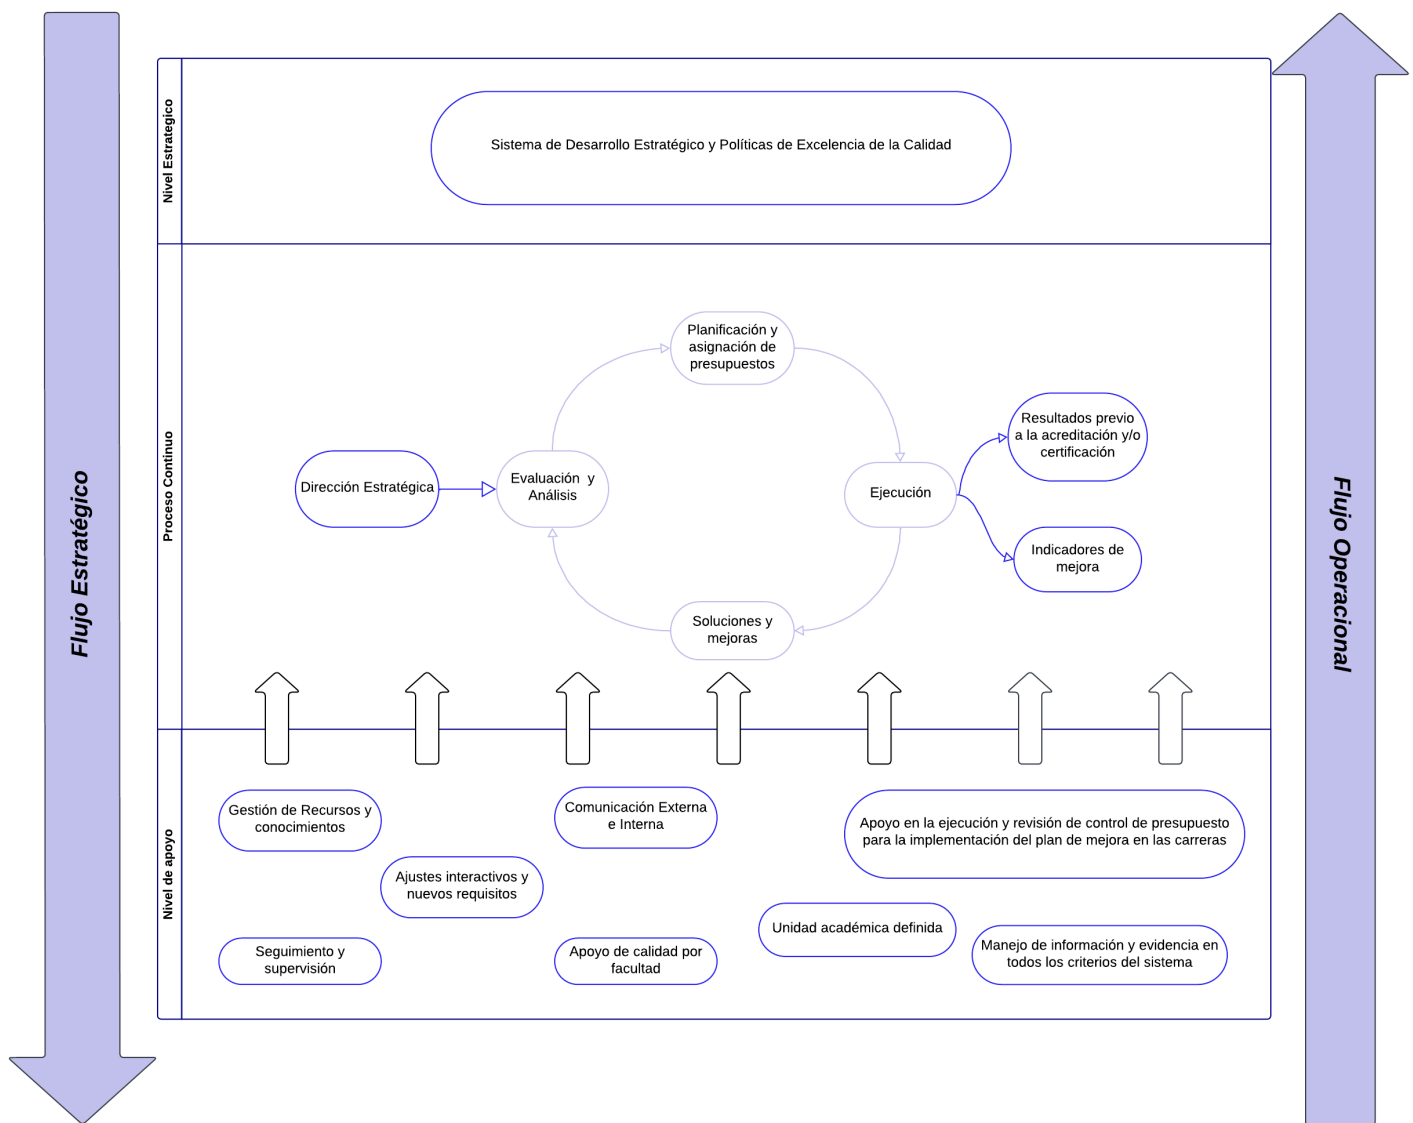 Flujo Estratégico
Nivel Estrategico
Sistema de Desarrollo Estratégico y Políticas de Excelencia de la Calidad
Proceso Continuo
Planificación y
asignación de
presupuestos
Dirección Estratégica
Evaluación y
Análisis
Ejecución
Resultados previo
a la acreditación y/o
certificación
Indicadores de
mejora
Soluciones y
mejoras
Nivel de apoyo
Gestión de Recursos y
conocimientos
Comunicación Externa
e Interna
Apoyo en la ejecución y revisión de control de presupuesto
para la implementación del plan de mejora en las carreras
Ajustes interactivos y
nuevos requisitos
Unidad académica definida
Seguimiento y
supervisión
Apoyo de calidad por
facultad
Manejo de información y evidencia en
todos los criterios del sistema
Flujo Operacional